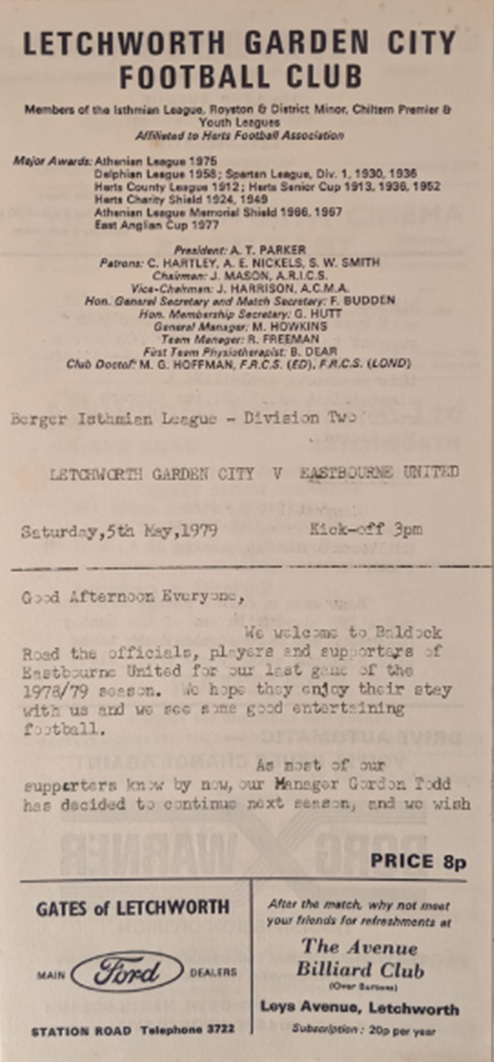 LETCHWORTH GARDEN CITY
FOOTBALL CLUB
Members of the Isthmian League, Royston & District Minor, Chiltern Premier &
Youth Leagues
Affiliated to Herts Football Association
Major Awards: Athenian League 1975
Delphian League 1958; Spartan League, Div. 1, 1930, 1936
Herts County League 1912; Herts Senior Cup 1913, 1936, 1952
Herts Charity Shield 1924, 1949
Athenian League Memorial Shield 1966, 1967
East Anglian Cup 1977
President: A. T. PARKER
Patrons: C. HARTLEY, A. E. NICKELS, S. W. SMITH
Chairman: J. MASON, A.R.I.C.S.
Vice-Chairman: J. HARRISON, A.C.M.A.
Hon. General Secretary and Match Secretary: F. BUDDEN
Hon. Membership Secretary: G. HUTT
General Manager: M. HOWKINS
Team Manager: R. FREEMAN
First Team Physiotherapist: B. DEAR
Club Doctor: M. G. HOFFMAN, F.R.C.S. (ED), F.R.C.S. (LOND)
Berger Isthmian League - Division Two
LETCHWORTH GARDEN CITY V EASTBOURNE UNITED
Saturday,5th May,1979 Kick-off 3pm
Good Afternoon Everyone,
We welcome to Baldock
Road the officials, players and supporters of
Eastbourne United for our last game of the
1978/79 season. We hope they enjoy their stay
with us and we see some good entertaining
football.
As most of our
supporters know by now, our Manager Gordon Todd
has decided to continue next season, and we wish
PRICE 8p
GATES of LETCHWORTH
MAIN Ford DEALERS
STATION ROAD Telephone 3722
After the match, why not meet
your friends for refreshments at
The Avenue
Billiard Club
(Over Burtons)
Leys Avenue, Letchworth
Subscription: 20p per year